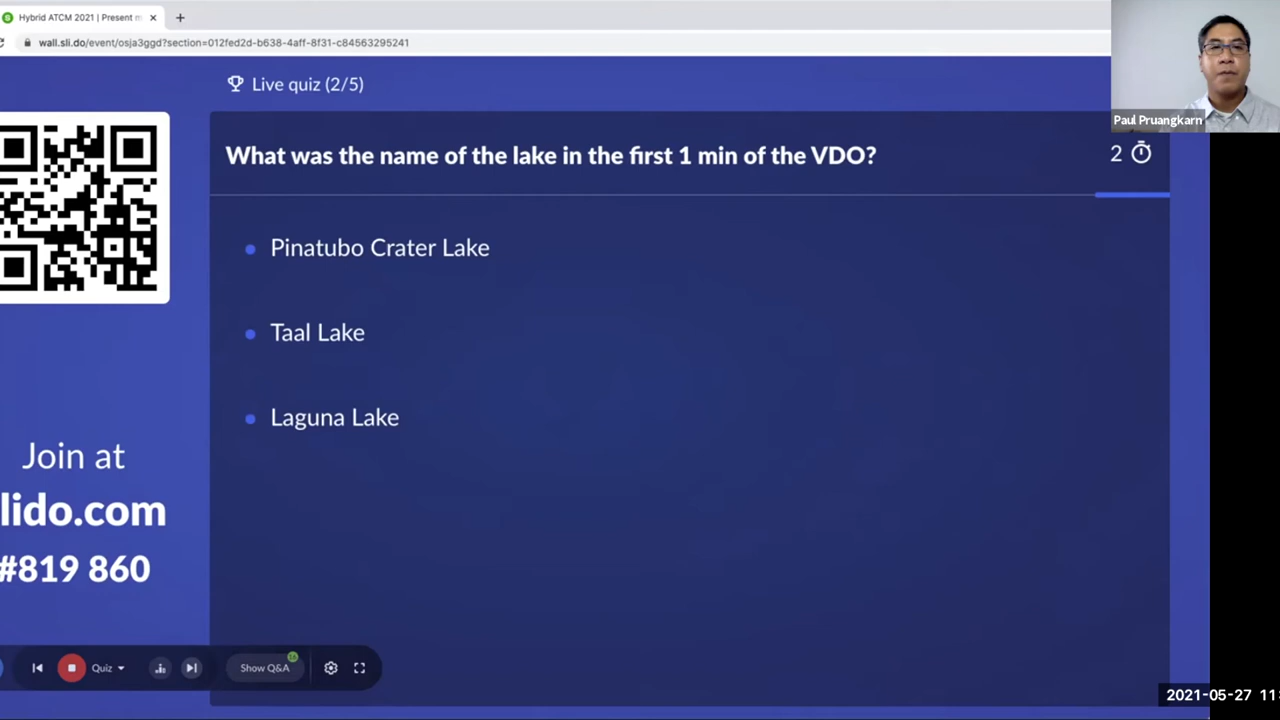 Hybrid ATCM 2021 | Present m
wall.sli.do/event/osja3ggd?section=012fed2d-b638-4aff-8f31-c84563295241
Live quiz (2/5)
Paul Pruangkarn
What was the name of the lake in the first 1 min of the VDO?
2
Pinatubo Crater Lake
Taal Lake
Laguna Lake
Join at
lido.com
#819 860
Quiz
Show Q&A
2021-05-27 11: